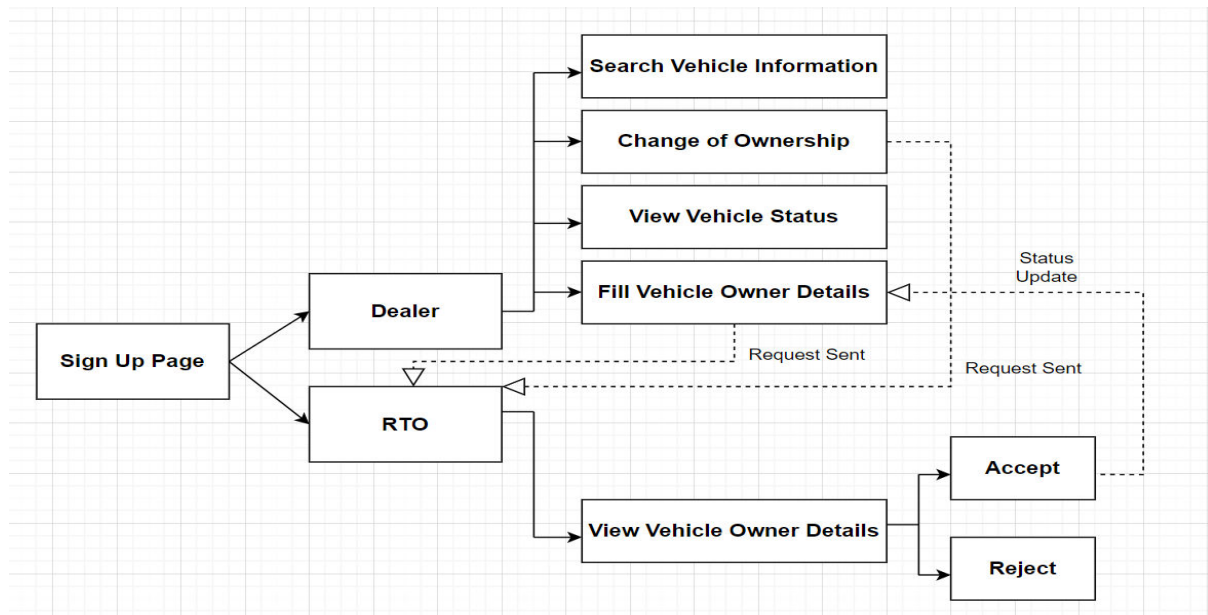 Search Vehicle Information
Change of Ownership
View Vehicle Status
Status
Update
Fill Vehicle Owner Details
Dealer
Sign Up Page
Request Sent
Request Sent
RTO
Accept
View Vehicle Owner Details
Reject